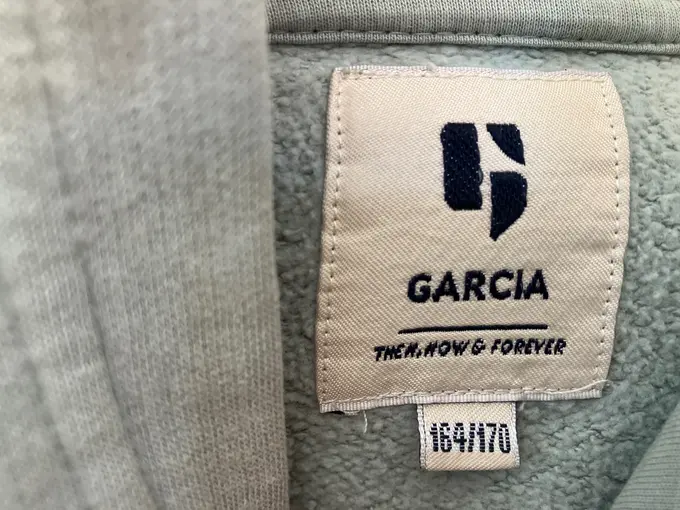 GARCIA
THEN, NOW & FOREVER
164/170